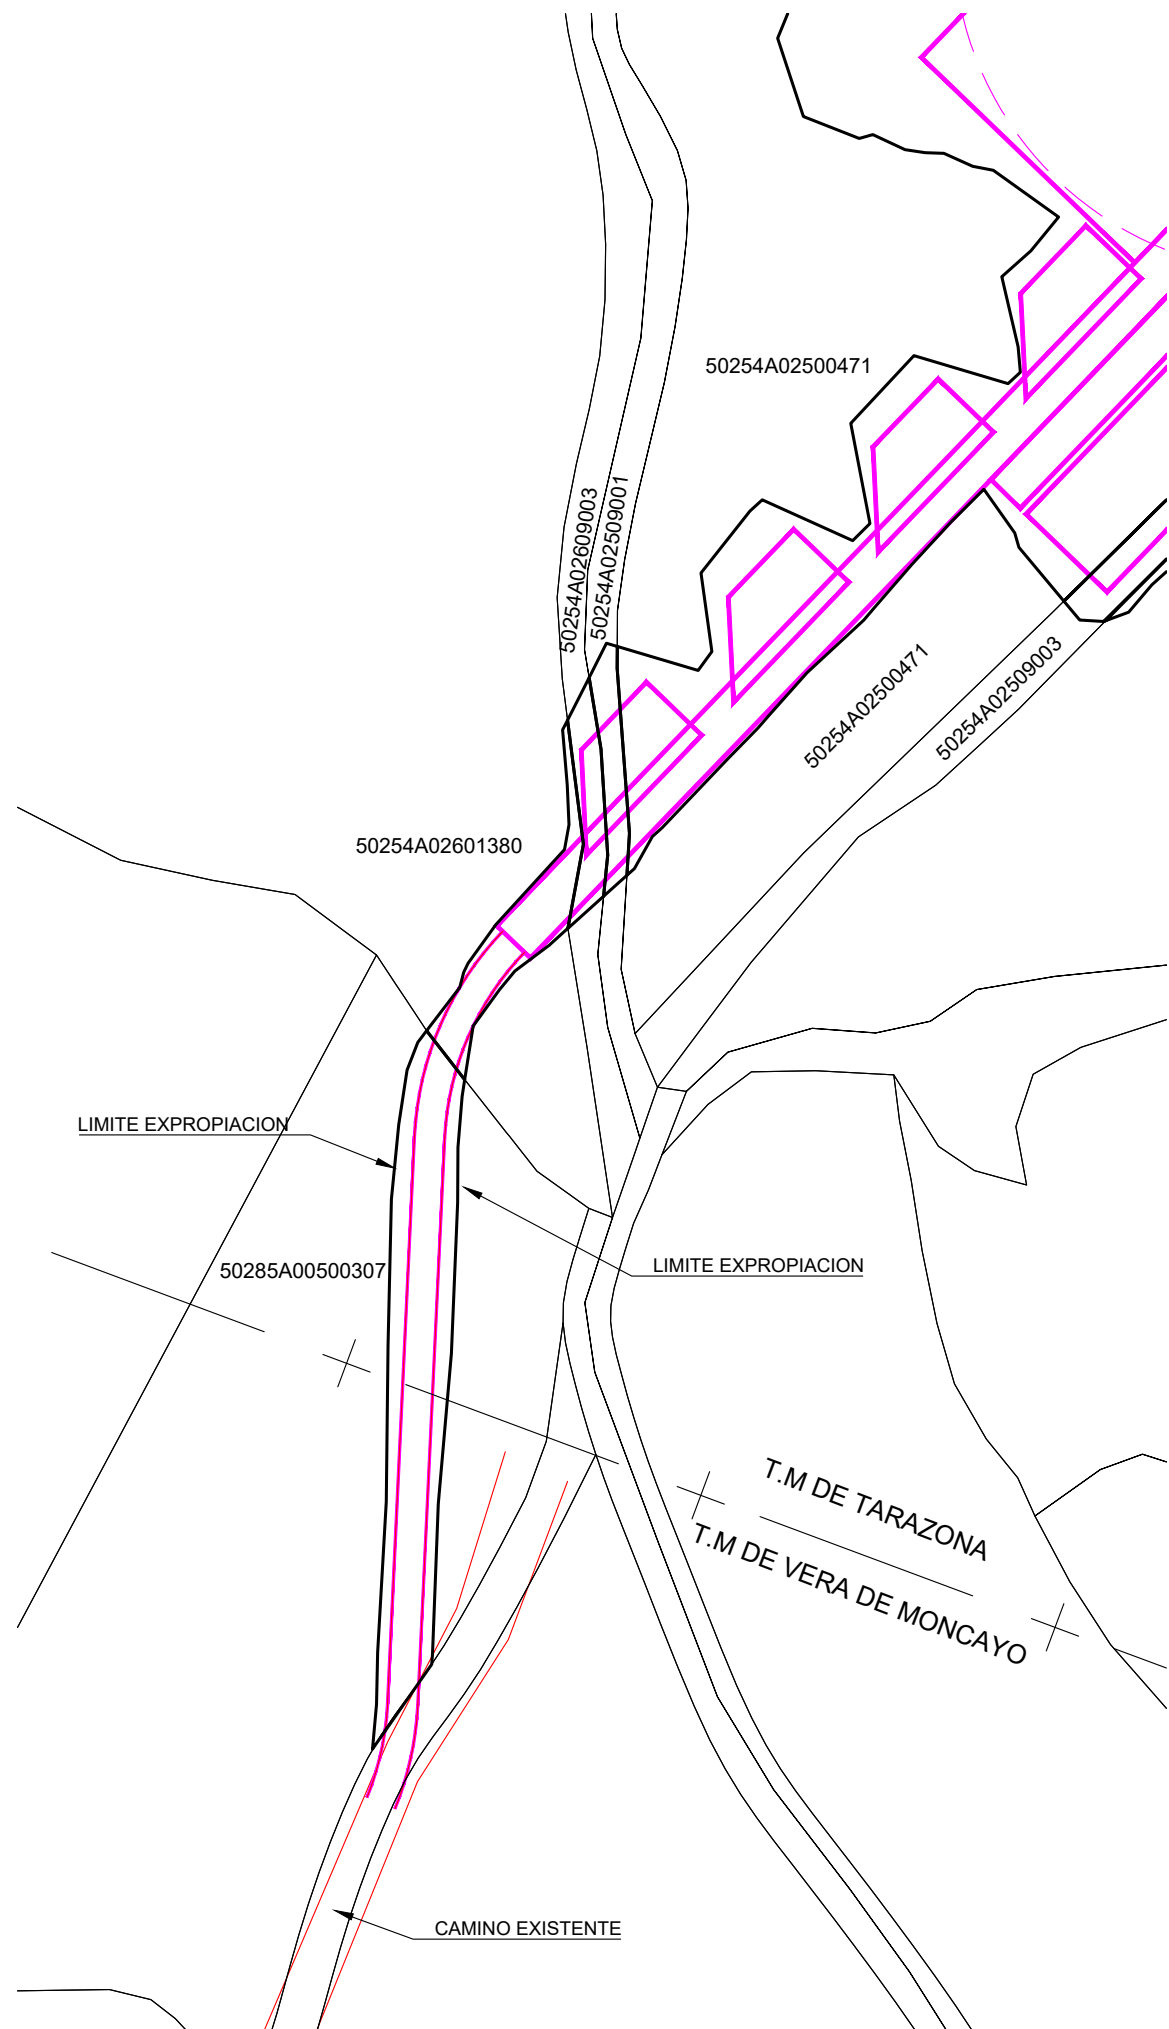 50254A02500471
50254A02609003
50254A02509001
50254A02500471
50254A02509003
50254A02601380
LIMITE EXPROPIACION
50285A00500307
LIMITE EXPROPIACION
T.M DE TARAZONA
T.M DE VERA DE MONCAYO
CAMINO EXISTENTE